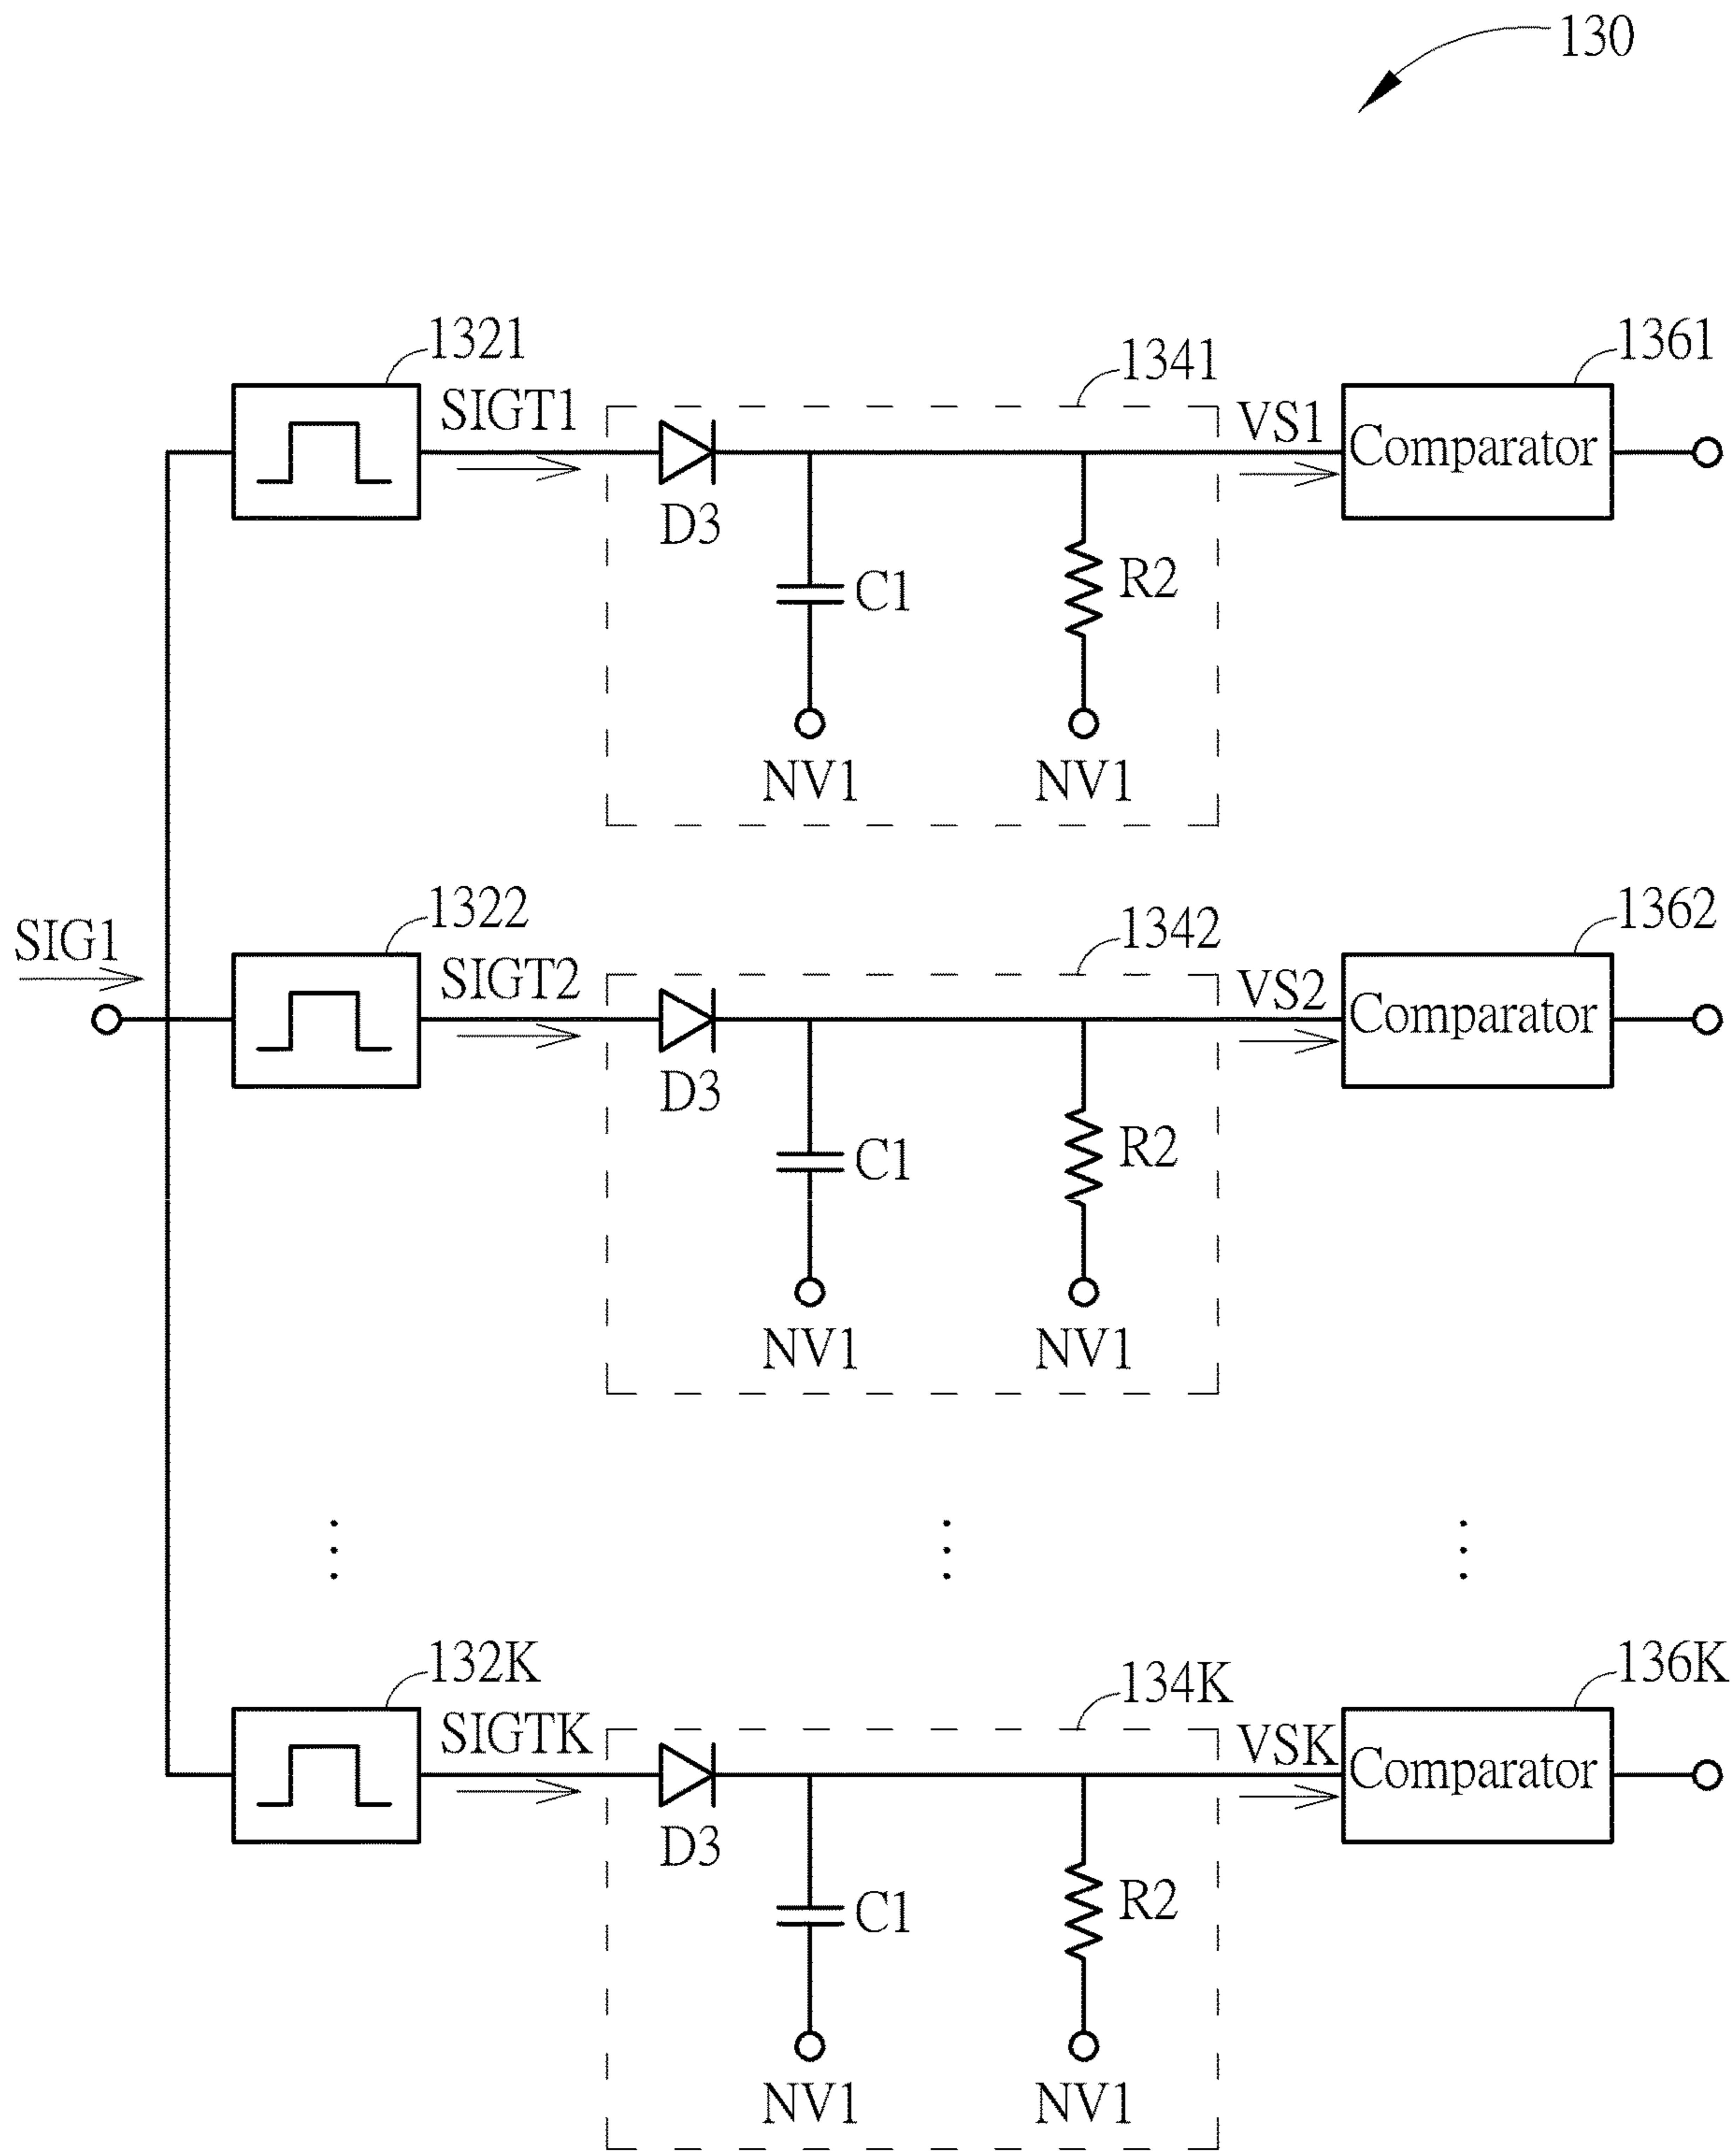 130
1321
SIGT1
1341
VS1
1361
Comparator
D3
C1
R2
NV1
NV1
SIG1
1322
SIGT2
1342
VS2
1362
Comparator
D3
C1
R2
NV1
NV1
132K
SIGTK
134K
VSK
136K
Comparator
D3
C1
R2
NV1
NV1